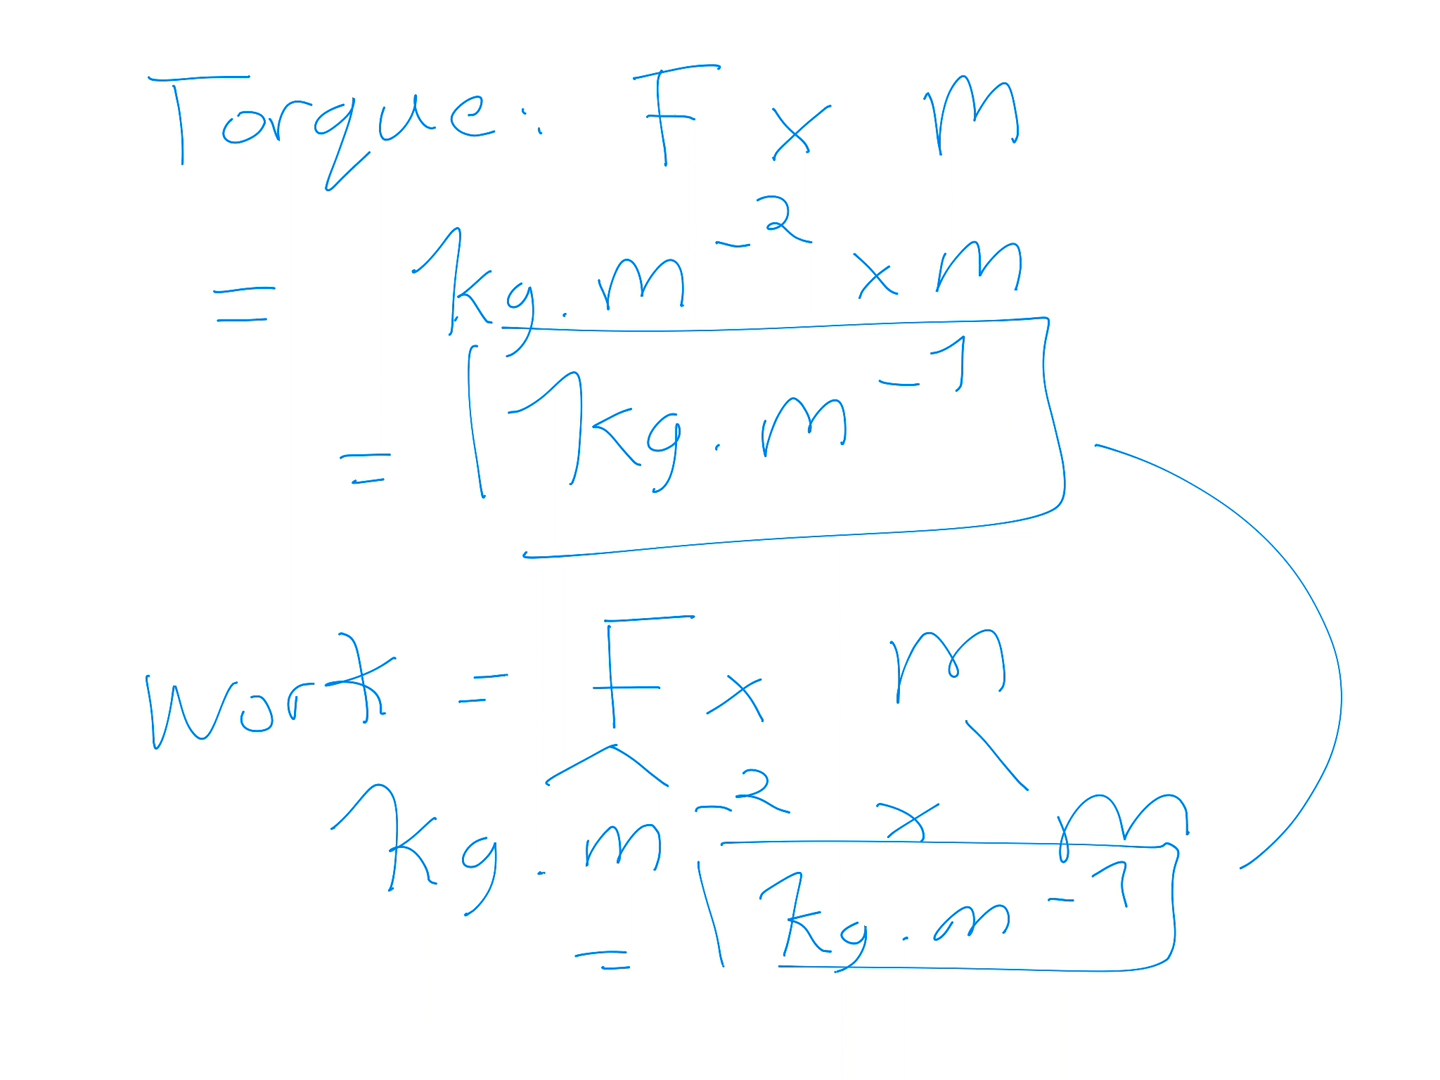 Torque: F x m
= kg.m⁻² x m
= kg.m⁻¹
Work = F x m
kg.m⁻² x m
= kg.m⁻¹